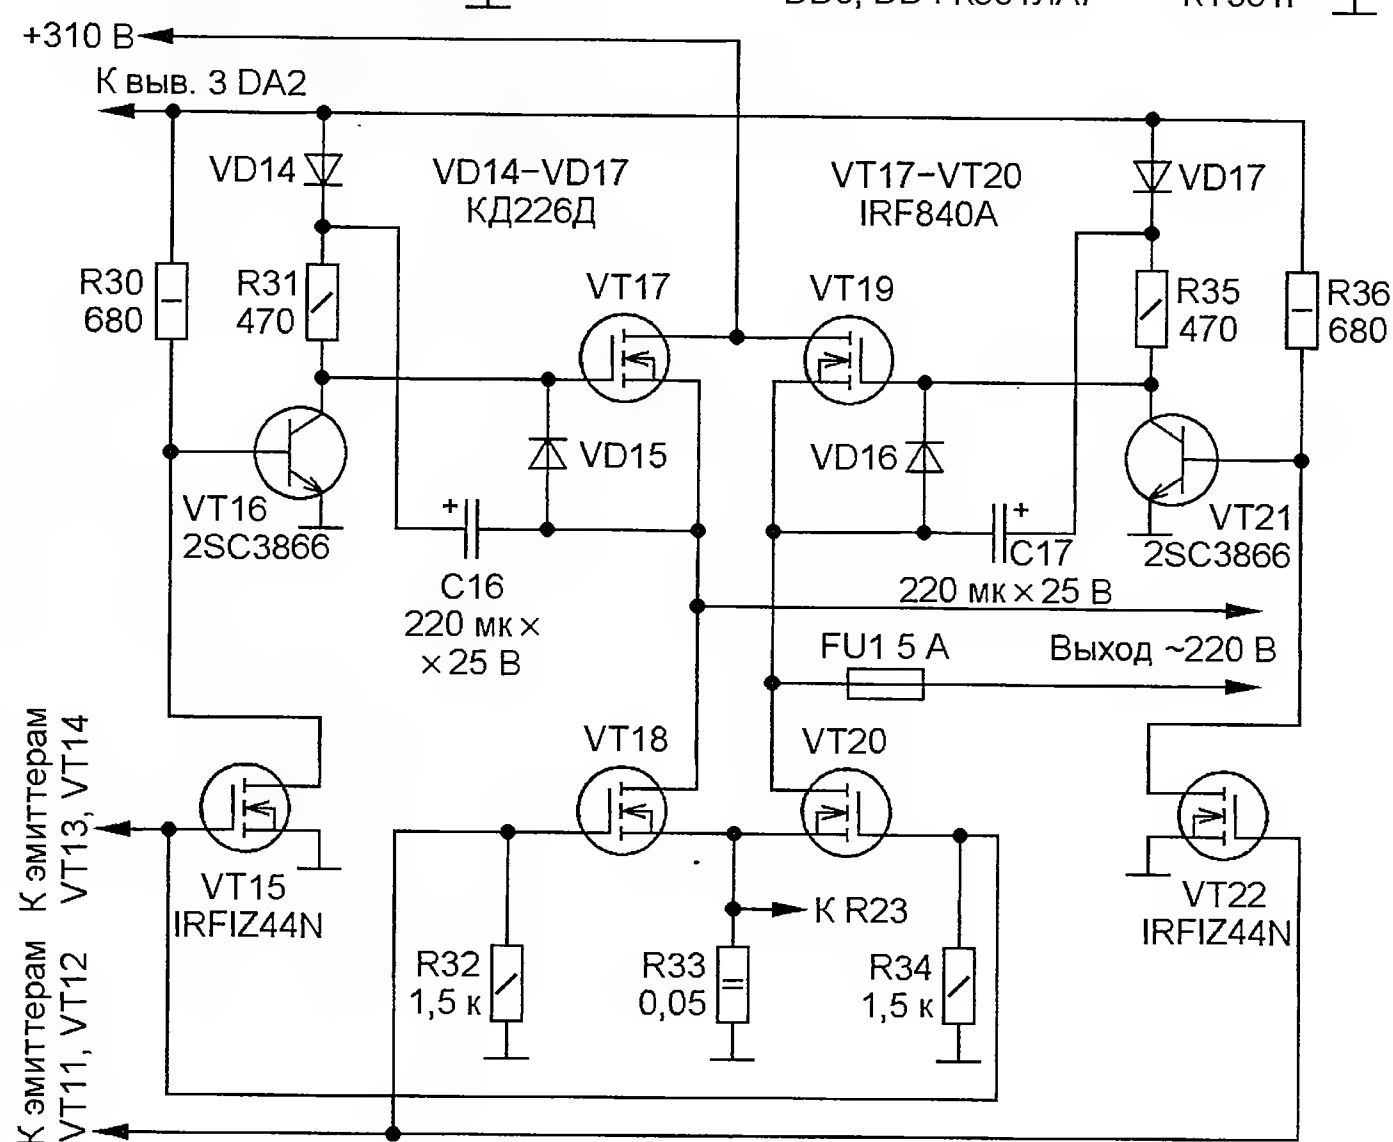 +310 В
К выв. 3 DA2
VD14
VD14–VD17
КД226Д
VT17–VT20
IRF840A
VD17
R30
680
R31
470
VT17
VT19
R35
470
R36
680
VD15
VD16
VT16
2SC3866
VT21
2SC3866
+
C16
220 мк ×
× 25 В
+
C17
220 мк × 25 В
FU1 5 А
Выход ~220 В
VT18
VT20
К эмиттерам
VT13, VT14
VT15
IRFIZ44N
VT22
IRFIZ44N
К R23
R32
1,5 к
R33
0,05
R34
1,5 к
К эмиттерам
VT11, VT12